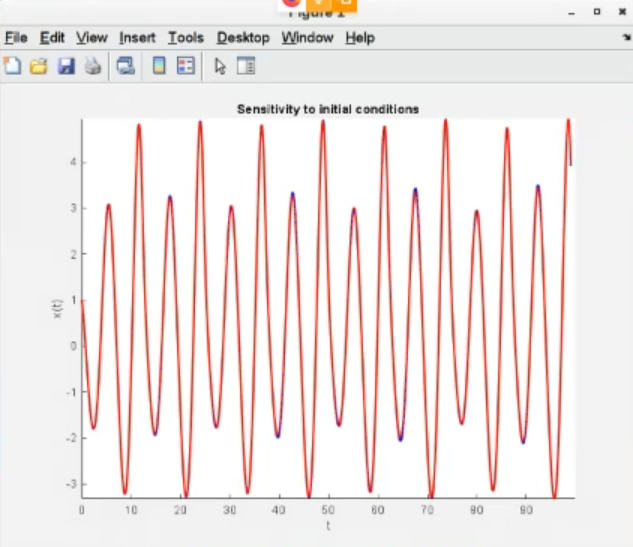 Figure 1
File Edit View Insert Tools Desktop Window Help
Sensitivity to initial conditions
4
3
2
1
0
-1
-2
-3
x(t)
0 10 20 30 40 50 60 70 80 90
t